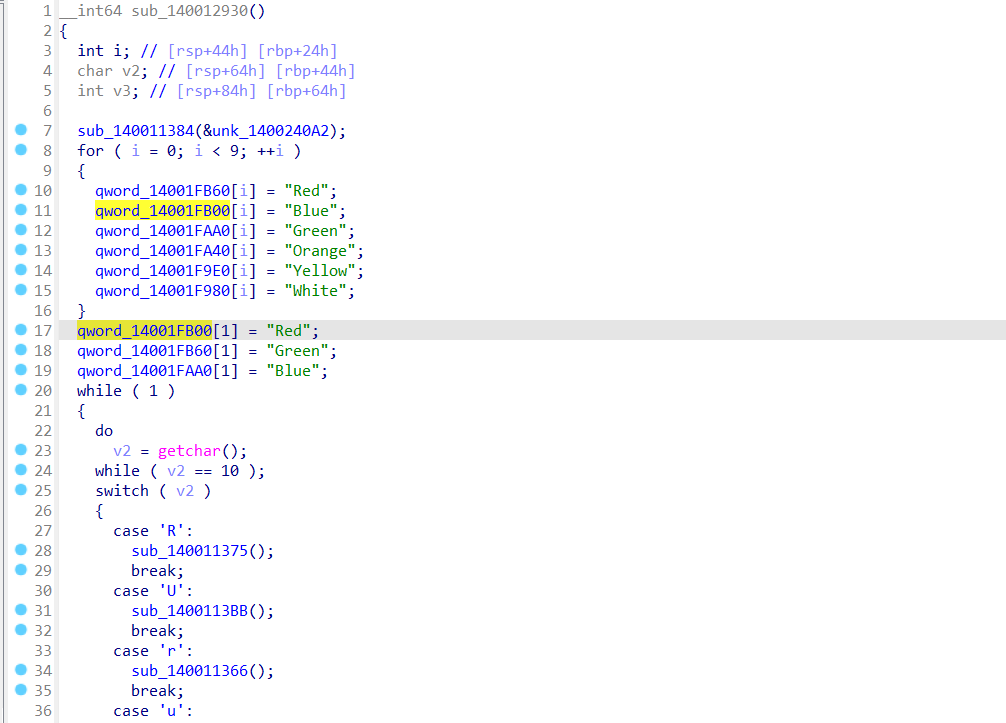 1 __int64 sub_140012930()
2 {
3 int i; // [rsp+44h] [rbp+24h]
4 char v2; // [rsp+64h] [rbp+44h]
5 int v3; // [rsp+84h] [rbp+64h]
6
7 sub_140011384(&unk_1400240A2);
8 for ( i = 0; i < 9; ++i )
9 {
10 qword_14001FB60[i] = "Red";
11 qword_14001FB00[i] = "Blue";
12 qword_14001FAA0[i] = "Green";
13 qword_14001FA40[i] = "Orange";
14 qword_14001F9E0[i] = "Yellow";
15 qword_14001F980[i] = "White";
16 }
17 qword_14001FB00[1] = "Red";
18 qword_14001FB60[1] = "Green";
19 qword_14001FAA0[1] = "Blue";
20 while ( 1 )
21 {
22 do
23 v2 = getchar();
24 while ( v2 == 10 );
25 switch ( v2 )
26 {
27 case 'R':
28 sub_140011375();
29 break;
30 case 'U':
31 sub_1400113BB();
32 break;
33 case 'r':
34 sub_140011366();
35 break;
36 case 'u':